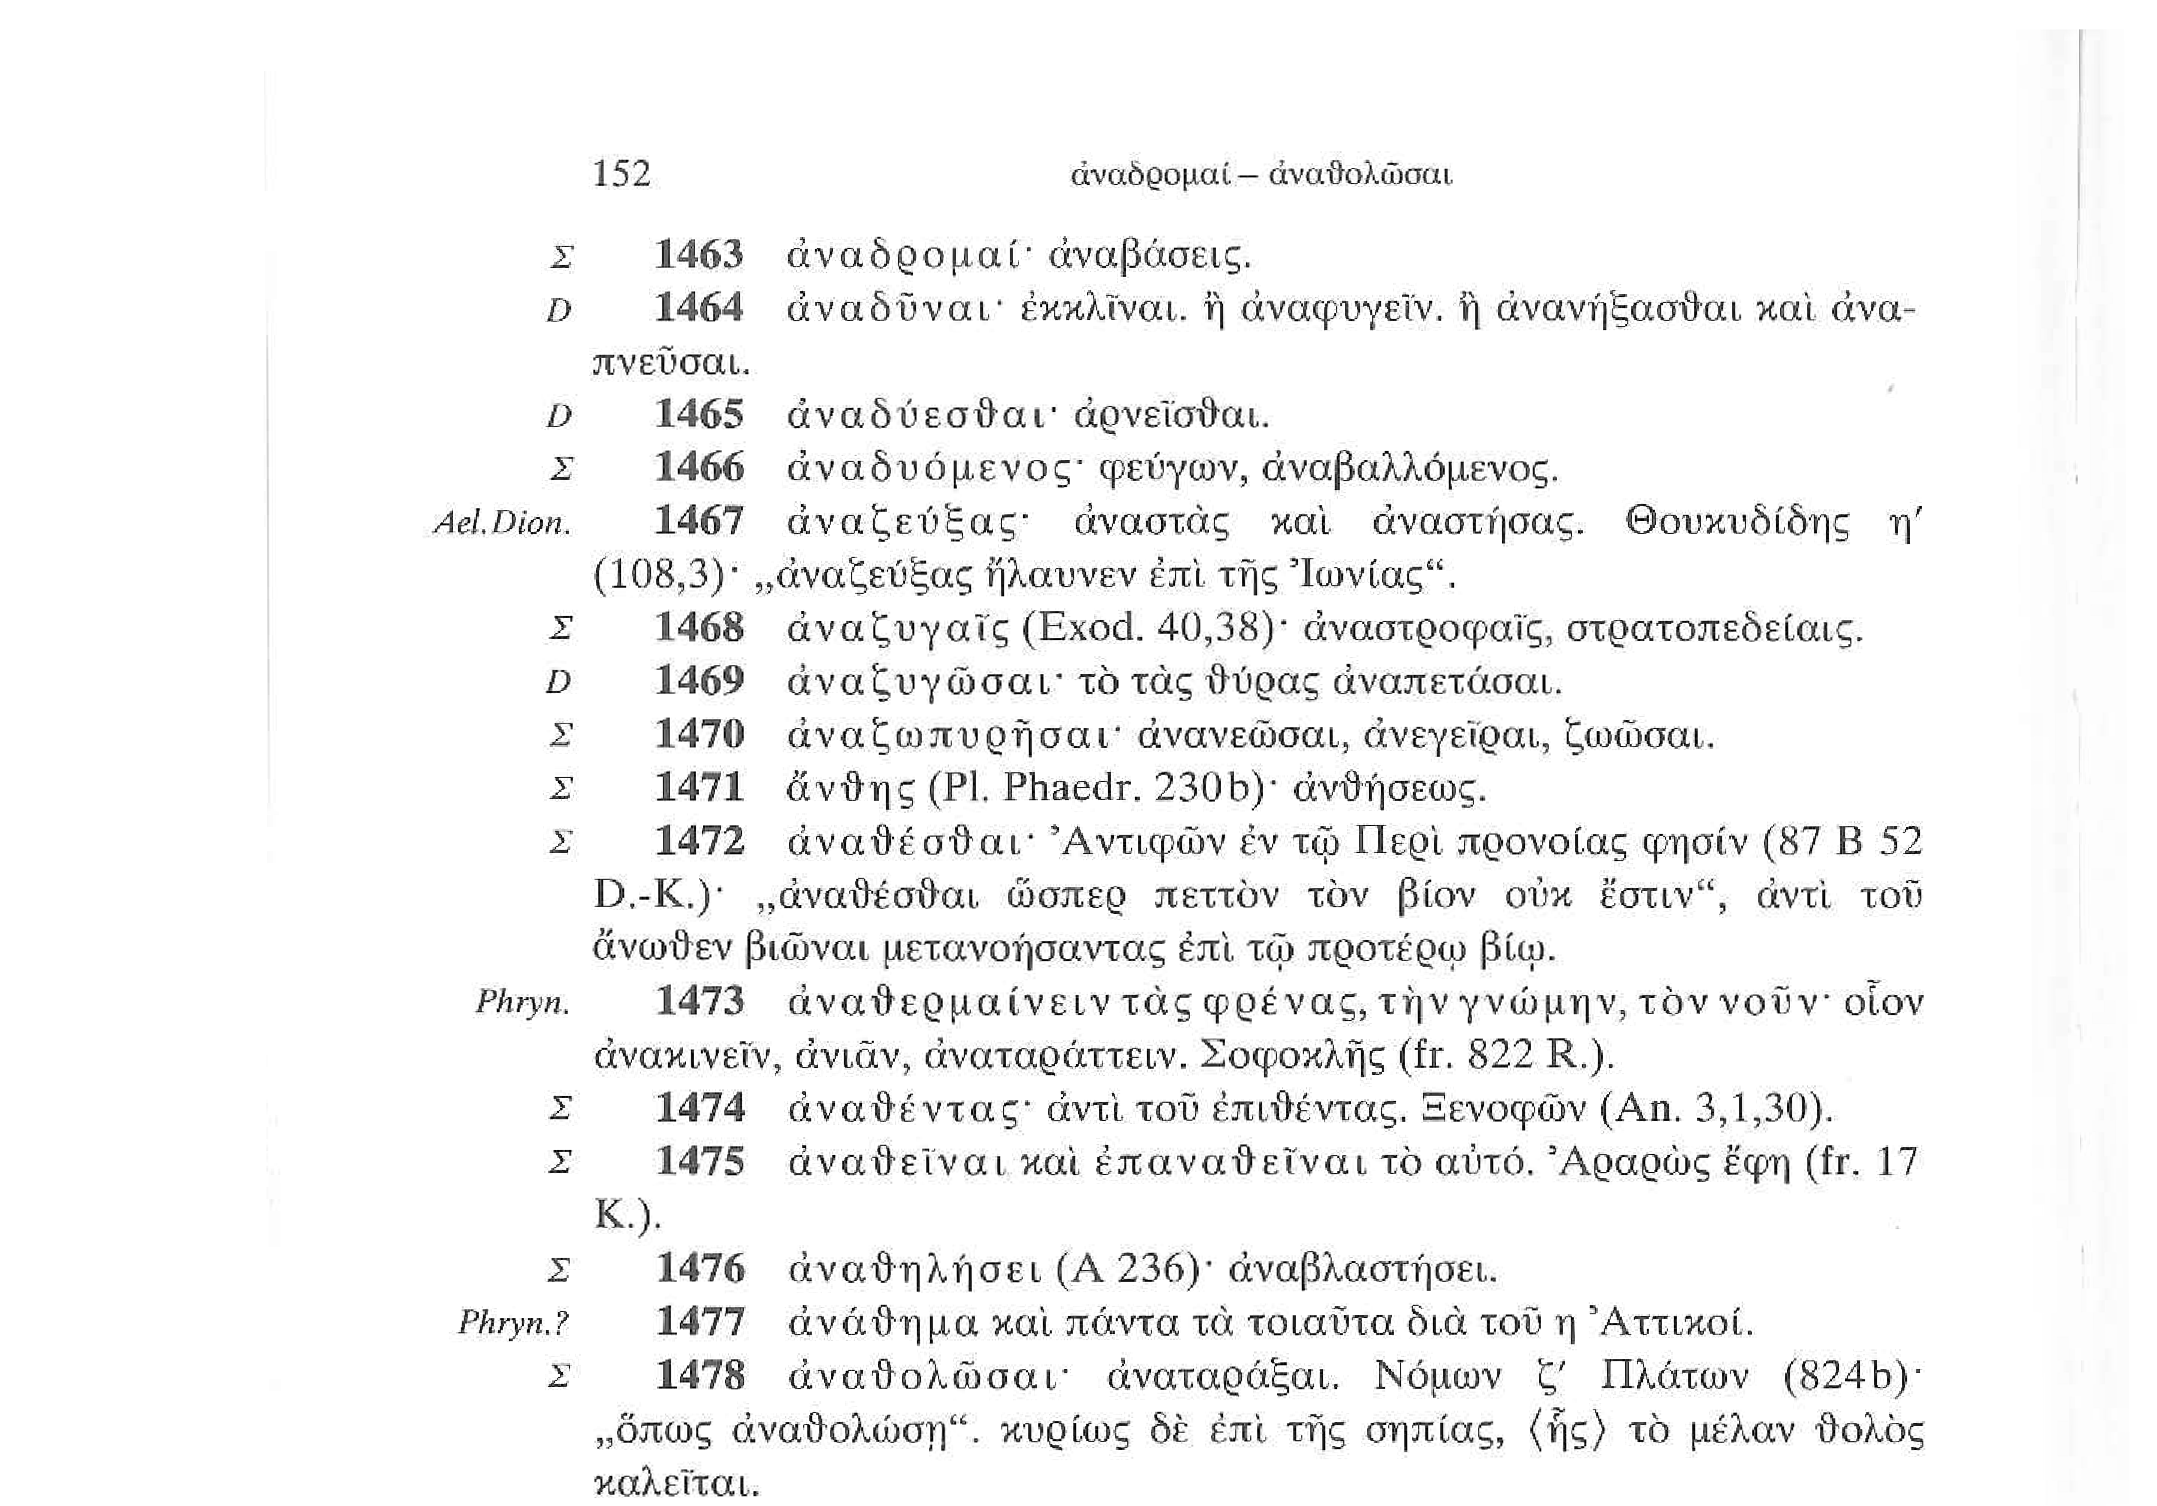 152 ἀναδρομαί – ἀναθολῶσαι
Σ 1463 ἀναδρομαί· ἀναβάσεις.
D 1464 ἀναδῦναι· ἐκκλῖναι. ἢ ἀναφυγεῖν. ἢ ἀνανήξασθαι καὶ ἀνα-
πνεῦσαι.
D 1465 ἀναδύεσθαι· ἀρνεῖσθαι.
Σ 1466 ἀναδυόμενος· φεύγων, ἀναβαλλόμενος.
Ael.Dion. 1467 ἀναζεύξας· ἀναστὰς καὶ ἀναστήσας. Θουκυδίδης η′
(108,3)· „ἀναζεύξας ἤλαυνεν ἐπὶ τῆς Ἰωνίας“.
Σ 1468 ἀναζυγαῖς (Exod. 40,38)· ἀναστροφαῖς, στρατοπεδείαις.
D 1469 ἀναζυγῶσαι· τὸ τὰς θύρας ἀναπετάσαι.
Σ 1470 ἀναζωπυρῆσαι· ἀνανεῶσαι, ἀνεγεῖραι, ζωῶσαι.
Σ 1471 ἄνθης (Pl. Phaedr. 230b)· ἀνθήσεως.
Σ 1472 ἀναθέσθαι· Ἀντιφῶν ἐν τῷ Περὶ προνοίας φησίν (87 B 52
D.-K.)· „ἀναθέσθαι ὥσπερ πεττὸν τὸν βίον οὐκ ἔστιν“, ἀντὶ τοῦ
ἄνωθεν βιῶναι μετανοήσαντας ἐπὶ τῷ προτέρῳ βίῳ.
Phryn. 1473 ἀναθερμαίνειν τὰς φρένας, τὴν γνώμην, τὸν νοῦν· οἷον
ἀνακινεῖν, ἀνιᾶν, ἀναταράττειν. Σοφοκλῆς (fr. 822 R.).
Σ 1474 ἀναθέντας· ἀντὶ τοῦ ἐπιθέντας. Ξενοφῶν (An. 3,1,30).
Σ 1475 ἀναθεῖναι καὶ ἐπαναθεῖναι τὸ αὐτό. Ἀραρὼς ἔφη (fr. 17
K.).
Σ 1476 ἀναθηλήσει (A 236)· ἀναβλαστήσει.
Phryn.? 1477 ἀνάθημα καὶ πάντα τὰ τοιαῦτα διὰ τοῦ η Ἀττικοί.
Σ 1478 ἀναθολῶσαι· ἀναταράξαι. Νόμων ζ′ Πλάτων (824b)·
„ὅπως ἀναθολώσῃ“. κυρίως δὲ ἐπὶ τῆς σηπίας, ⟨ἧς⟩ τὸ μέλαν θολὸς
καλεῖται.